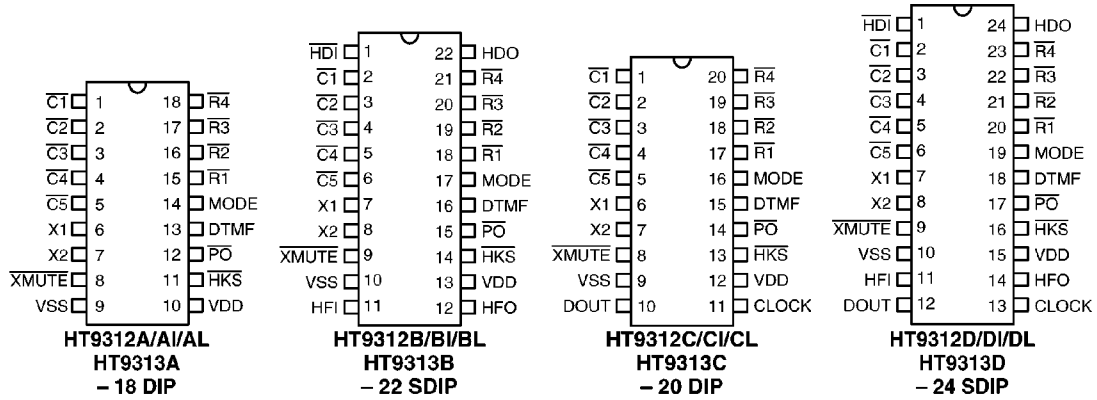 C1 1 18 R4
C2 2 17 R3
C3 3 16 R2
C4 4 15 R1
C5 5 14 MODE
X1 6 13 DTMF
X2 7 12 PO
XMUTE 8 11 HKS
VSS 9 10 VDD
HT9312A/AI/AL
HT9313A
– 18 DIP
HDI 1 22 HDO
C1 2 21 R4
C2 3 20 R3
C3 4 19 R2
C4 5 18 R1
C5 6 17 MODE
X1 7 16 DTMF
X2 8 15 PO
XMUTE 9 14 HKS
VSS 10 13 VDD
HFI 11 12 HFO
HT9312B/BI/BL
HT9313B
– 22 SDIP
C1 1 20 R4
C2 2 19 R3
C3 3 18 R2
C4 4 17 R1
C5 5 16 MODE
X1 6 15 DTMF
X2 7 14 PO
XMUTE 8 13 HKS
VSS 9 12 VDD
DOUT 10 11 CLOCK
HT9312C/CI/CL
HT9313C
– 20 DIP
HDI 1 24 HDO
C1 2 23 R4
C2 3 22 R3
C3 4 21 R2
C4 5 20 R1
C5 6 19 MODE
X1 7 18 DTMF
X2 8 17 PO
XMUTE 9 16 HKS
VSS 10 15 VDD
HFI 11 14 HFO
DOUT 12 13 CLOCK
HT9312D/DI/DL
HT9313D
– 24 SDIP